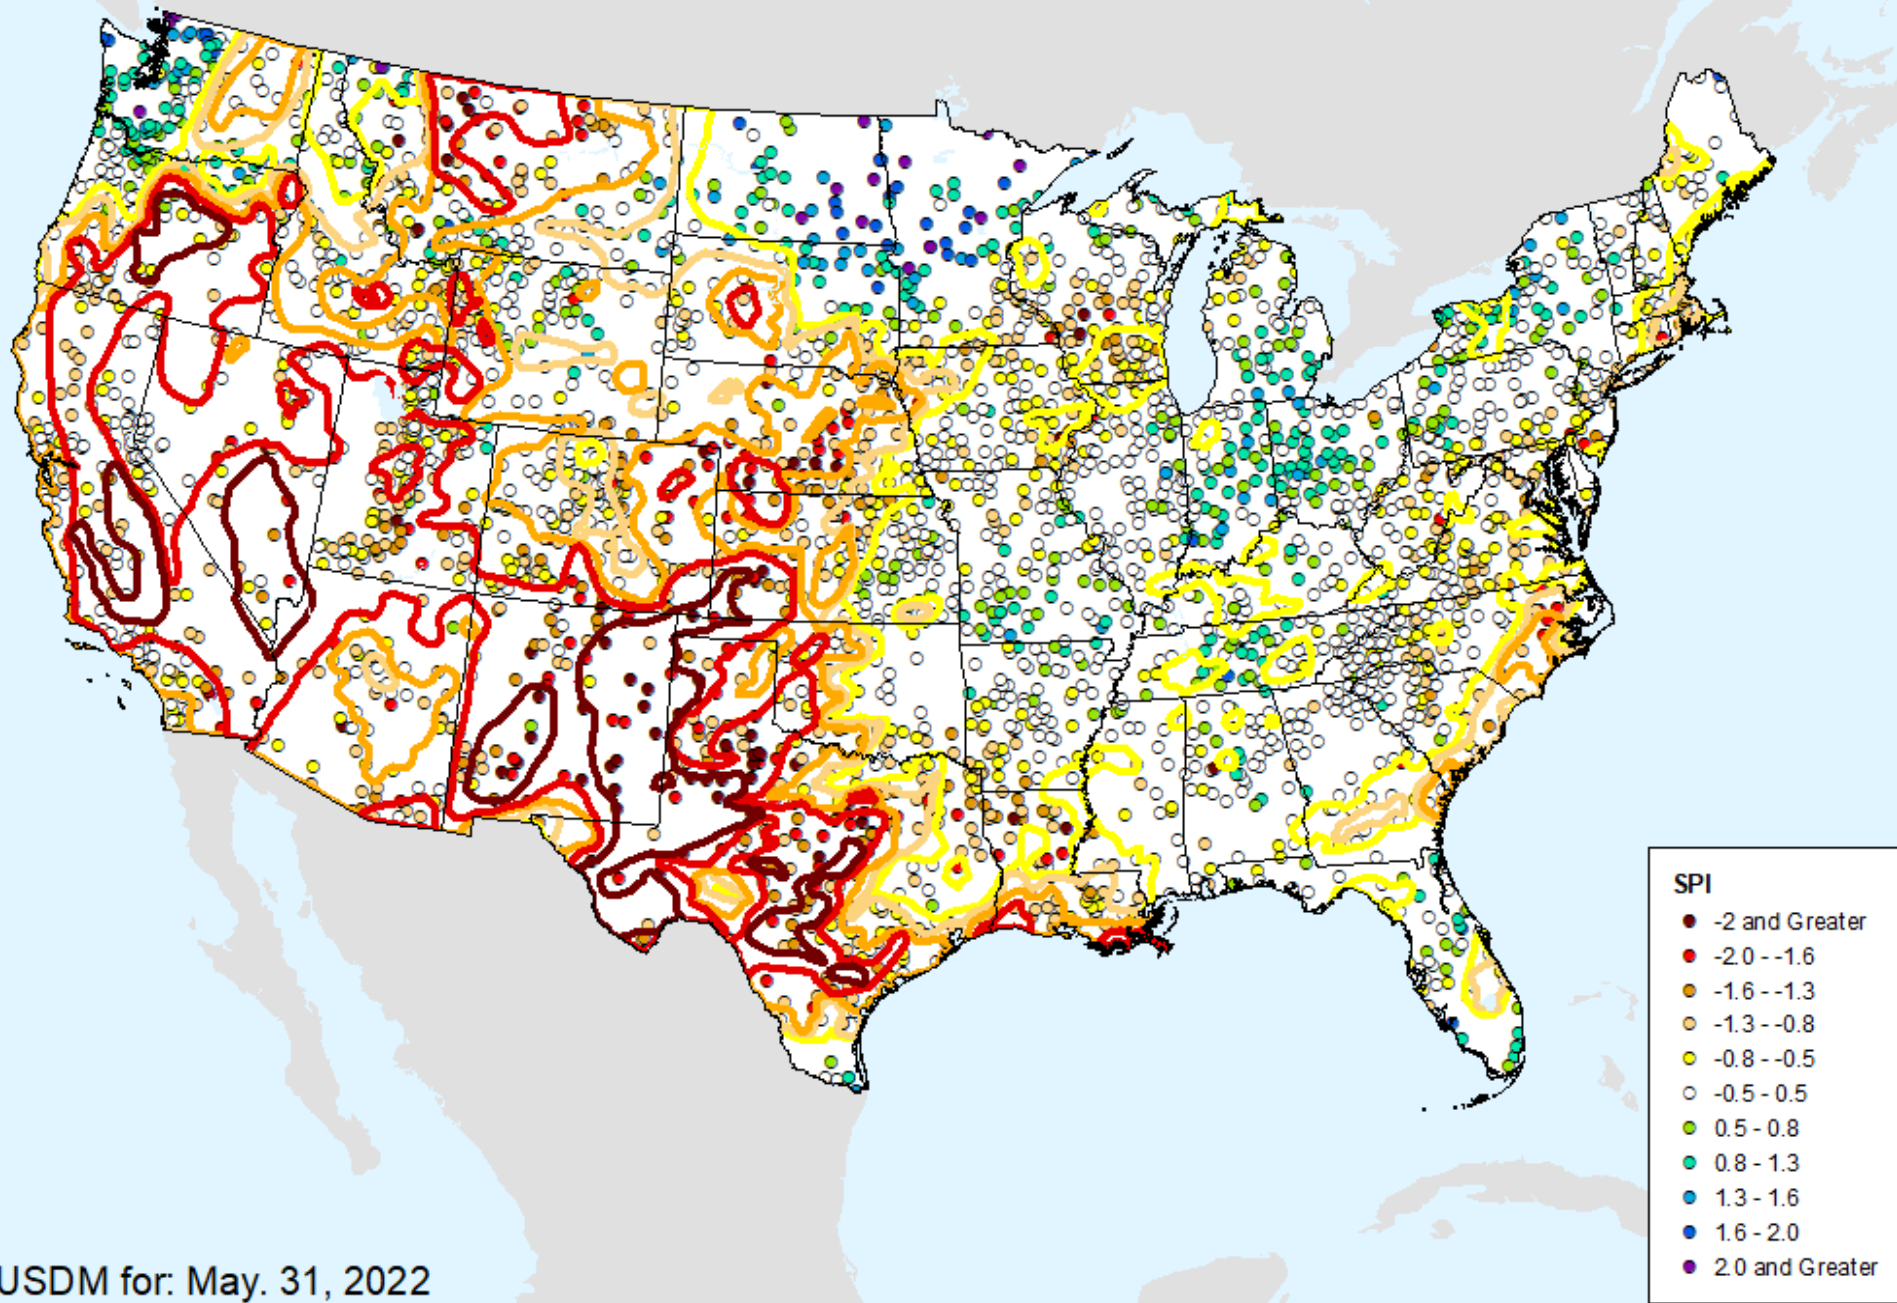 SPI
-2 and Greater
-2.0 - -1.6
-1.6 - -1.3
-1.3 - -0.8
-0.8 - -0.5
-0.5 - 0.5
0.5 - 0.8
0.8 - 1.3
1.3 - 1.6
1.6 - 2.0
2.0 and Greater
USDM for: May. 31, 2022